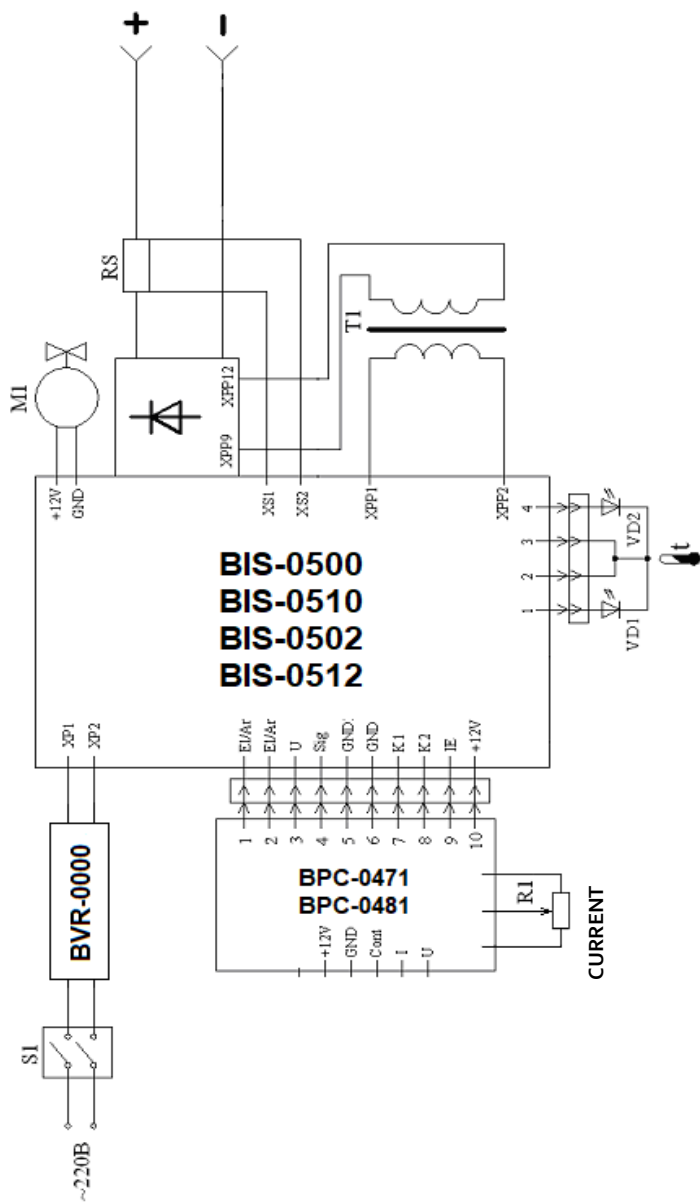 +
-
RS
M1
T1
XPP12
XPP9
+12V
GND
XS1
XS2
XPP1
XPP2
BIS-0500
BIS-0510
BIS-0502
BIS-0512
4
3
2
1
VD2
VD1
t
XP1
XP2
BVR-0000
El/Ar
El/Ar
U
Sig
GND
GND
K1
K2
IE
+12V
1
2
3
4
5
6
7
8
9
10
BPC-0471
BPC-0481
+12V
GND
Cont
I
U
R1
CURRENT
S1
~220В